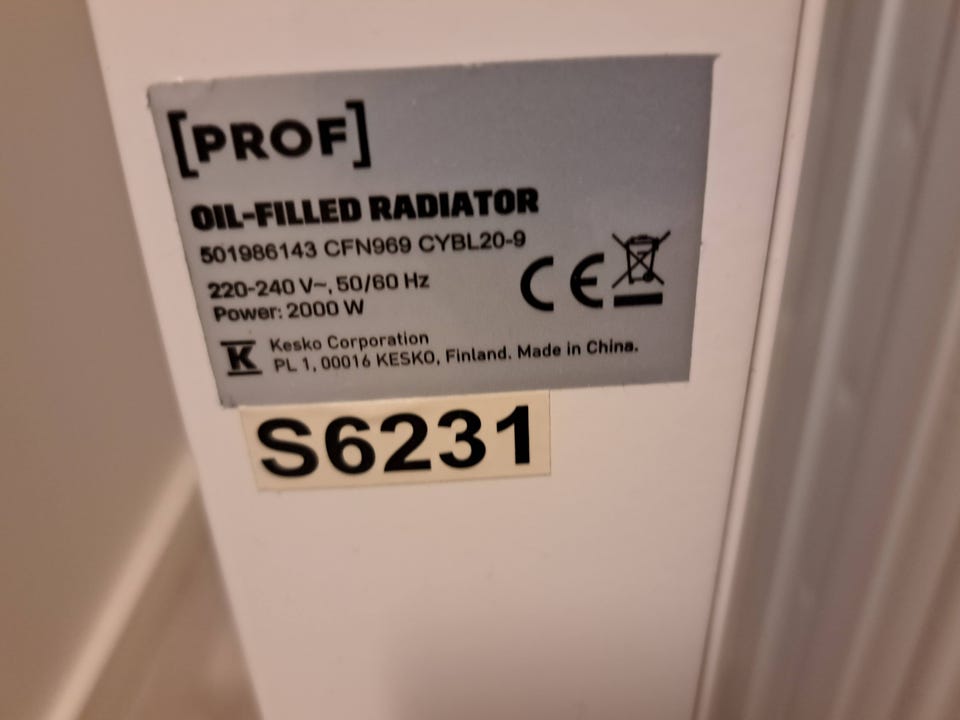 [PROF]
OIL-FILLED RADIATOR
501986143 CFN969 CYBL20-9
220-240 V~, 50/60 Hz
Power: 2000 W
CE
K
Kesko Corporation
PL 1, 00016 KESKO, Finland. Made in China.
S6231